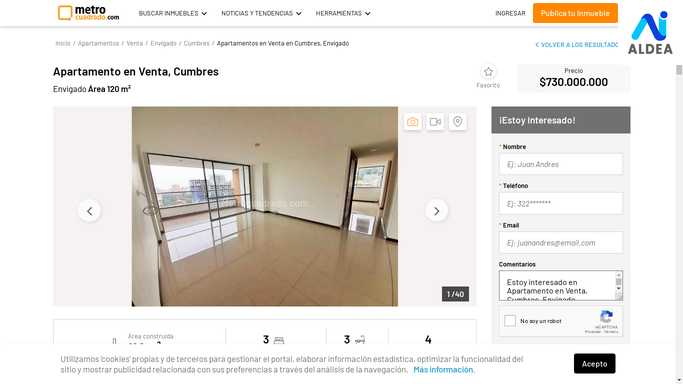 metro
cuadrado.com
BUSCAR INMUEBLES
NOTICIAS Y TENDENCIAS
HERRAMIENTAS
INGRESAR
Publica tu Inmueble
AIDEA
Inicio / Apartamentos / Venta / Envigado / Cumbres / Apartamentos en Venta en Cumbres, Envigado
< VOLVER A LOS RESULTADO
Apartamento en Venta, Cumbres
Envigado Área 120 m²
Favorito
Precio
$730.000.000
1 / 40
¡Estoy Interesado!
* Nombre
Ej: Juan Andres
* Teléfono
Ej: 322*******
* Email
Ej: juanandres@email.com
Comentarios
Estoy interesado en
Apartamento en Venta,
Cumbres, Envigado
No soy un robot
reCAPTCHA
Privacidad - Términos
Área construida
3
3
4
Utilizamos 'cookies' propias y de terceros para gestionar el portal, elaborar información estadística, optimizar la funcionalidad del
sitio y mostrar publicidad relacionada con sus preferencias a través del análisis de la navegación. Más información.
Acepto